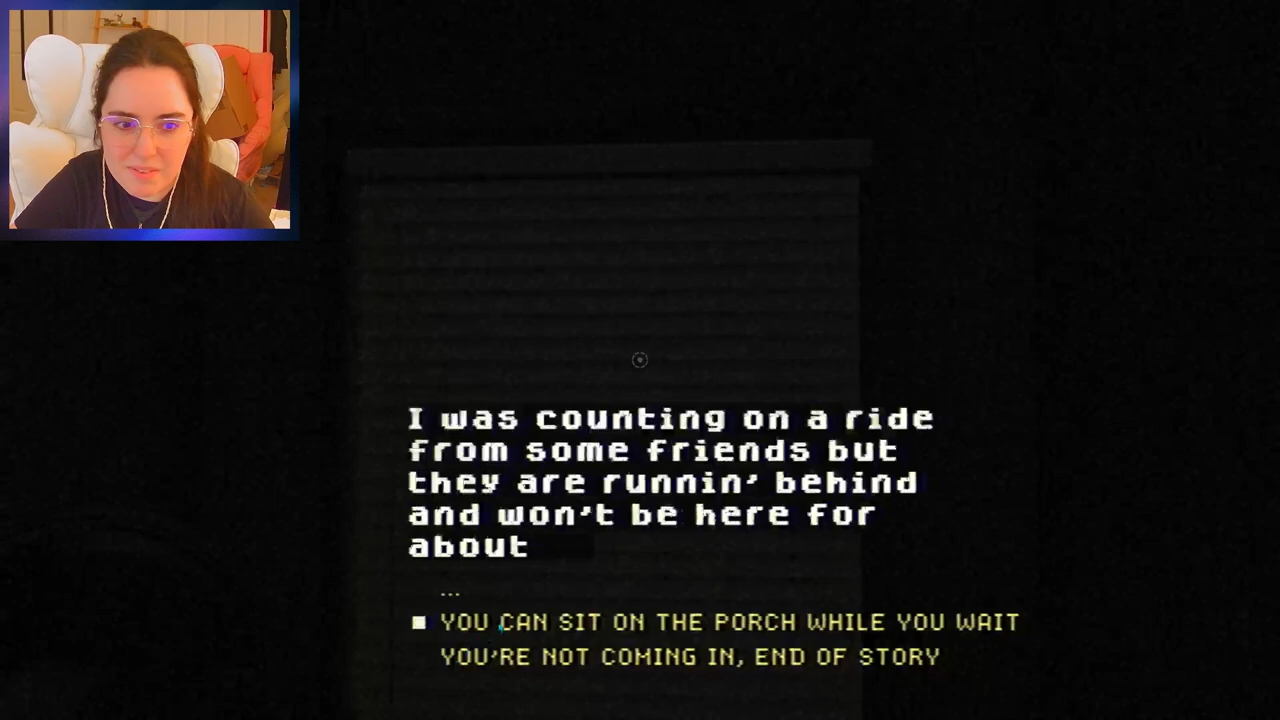 I was counting on a ride
from some friends but
they are runnin' behind
and won't be here for
about
...
YOU CAN SIT ON THE PORCH WHILE YOU WAIT
YOU'RE NOT COMING IN, END OF STORY